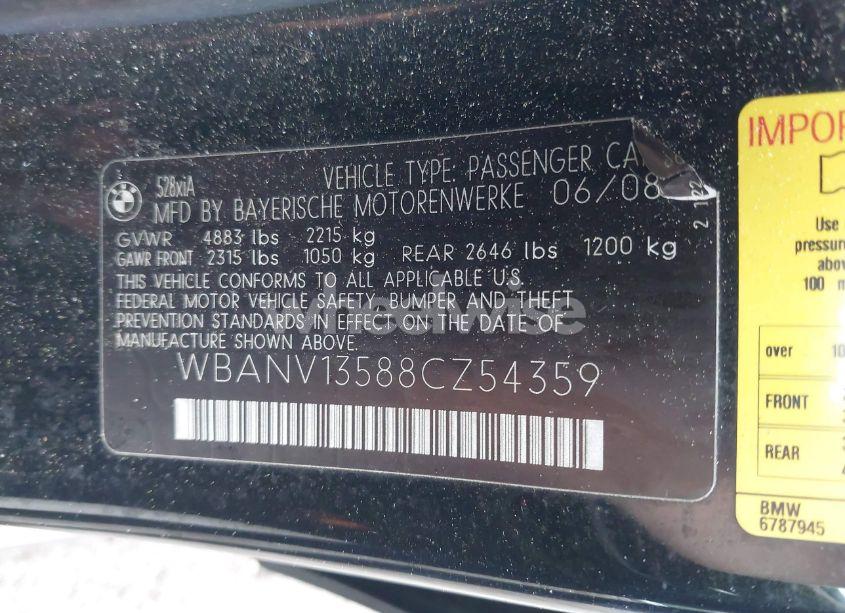 528xiA
VEHICLE TYPE: PASSENGER CA
MFD BY BAYERISCHE MOTORENWERKE 06/08
GVWR 4883 lbs 2215 kg
GAWR FRONT 2315 lbs 1050 kg REAR 2646 lbs 1200 kg
THIS VEHICLE CONFORMS TO ALL APPLICABLE U.S.
FEDERAL MOTOR VEHICLE SAFETY, BUMPER AND THEFT
PREVENTION STANDARDS IN EFFECT ON THE DATE OF
MANUFACTURE SHOWN ABOVE.
WBANV13588CZ54359
IMPOR
Use
pressure
abov
100 m
over 10
FRONT
REAR
BMW
6787945